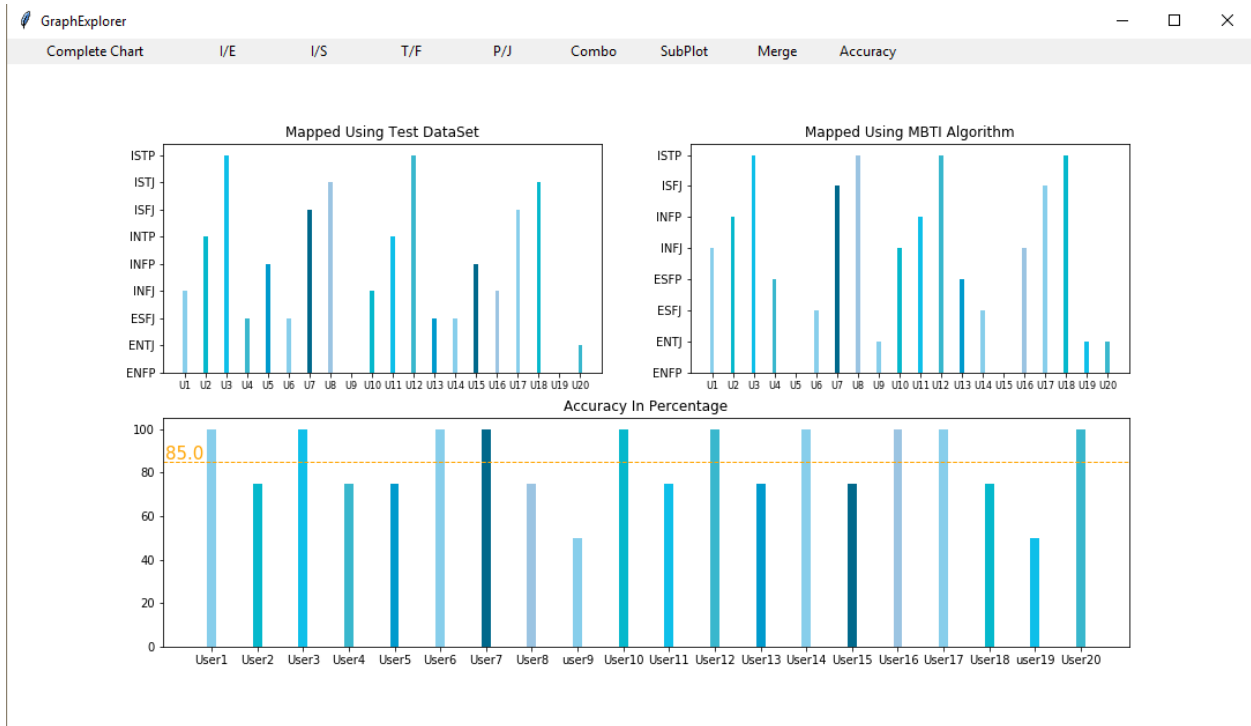 GraphExplorer
Complete Chart I/E I/S T/F P/J Combo SubPlot Merge Accuracy
Mapped Using Test DataSet
ISTP
ISTJ
ISFJ
INTP
INFP
INFJ
ESFJ
ENTJ
ENFP
U1 U2 U3 U4 U5 U6 U7 U8 U9 U10 U11 U12 U13 U14 U15 U16 U17 U18 U19 U20
Mapped Using MBTI Algorithm
ISTP
ISFJ
INFP
INFJ
ESFP
ESFJ
ENTJ
ENFP
U1 U2 U3 U4 U5 U6 U7 U8 U9 U10 U11 U12 U13 U14 U15 U16 U17 U18 U19 U20
Accuracy In Percentage
100
85.0
80
60
40
20
0
User1 User2 User3 User4 User5 User6 User7 User8 user9 User10 User11 User12 User13 User14 User15 User16 User17 User18 user19 User20